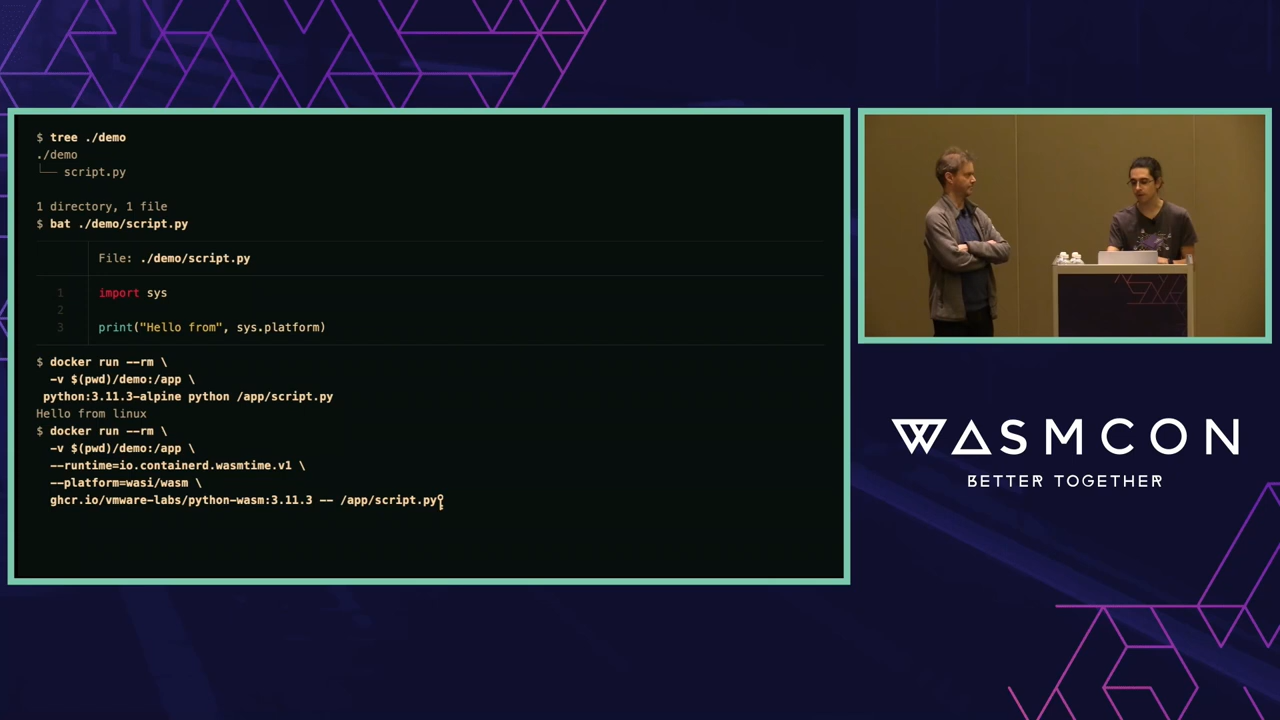 $ tree ./demo
./demo
└── script.py
1 directory, 1 file
$ bat ./demo/script.py
File: ./demo/script.py
1 import sys
2
3 print("Hello from", sys.platform)
$ docker run --rm \
-v $(pwd)/demo:/app \
python:3.11.3-alpine python /app/script.py
Hello from linux
$ docker run --rm \
-v $(pwd)/demo:/app \
--runtime=io.containerd.wasmtime.v1 \
--platform=wasi/wasm \
ghcr.io/vmware-labs/python-wasm:3.11.3 -- /app/script.py
WASMCON
BETTER TOGETHER